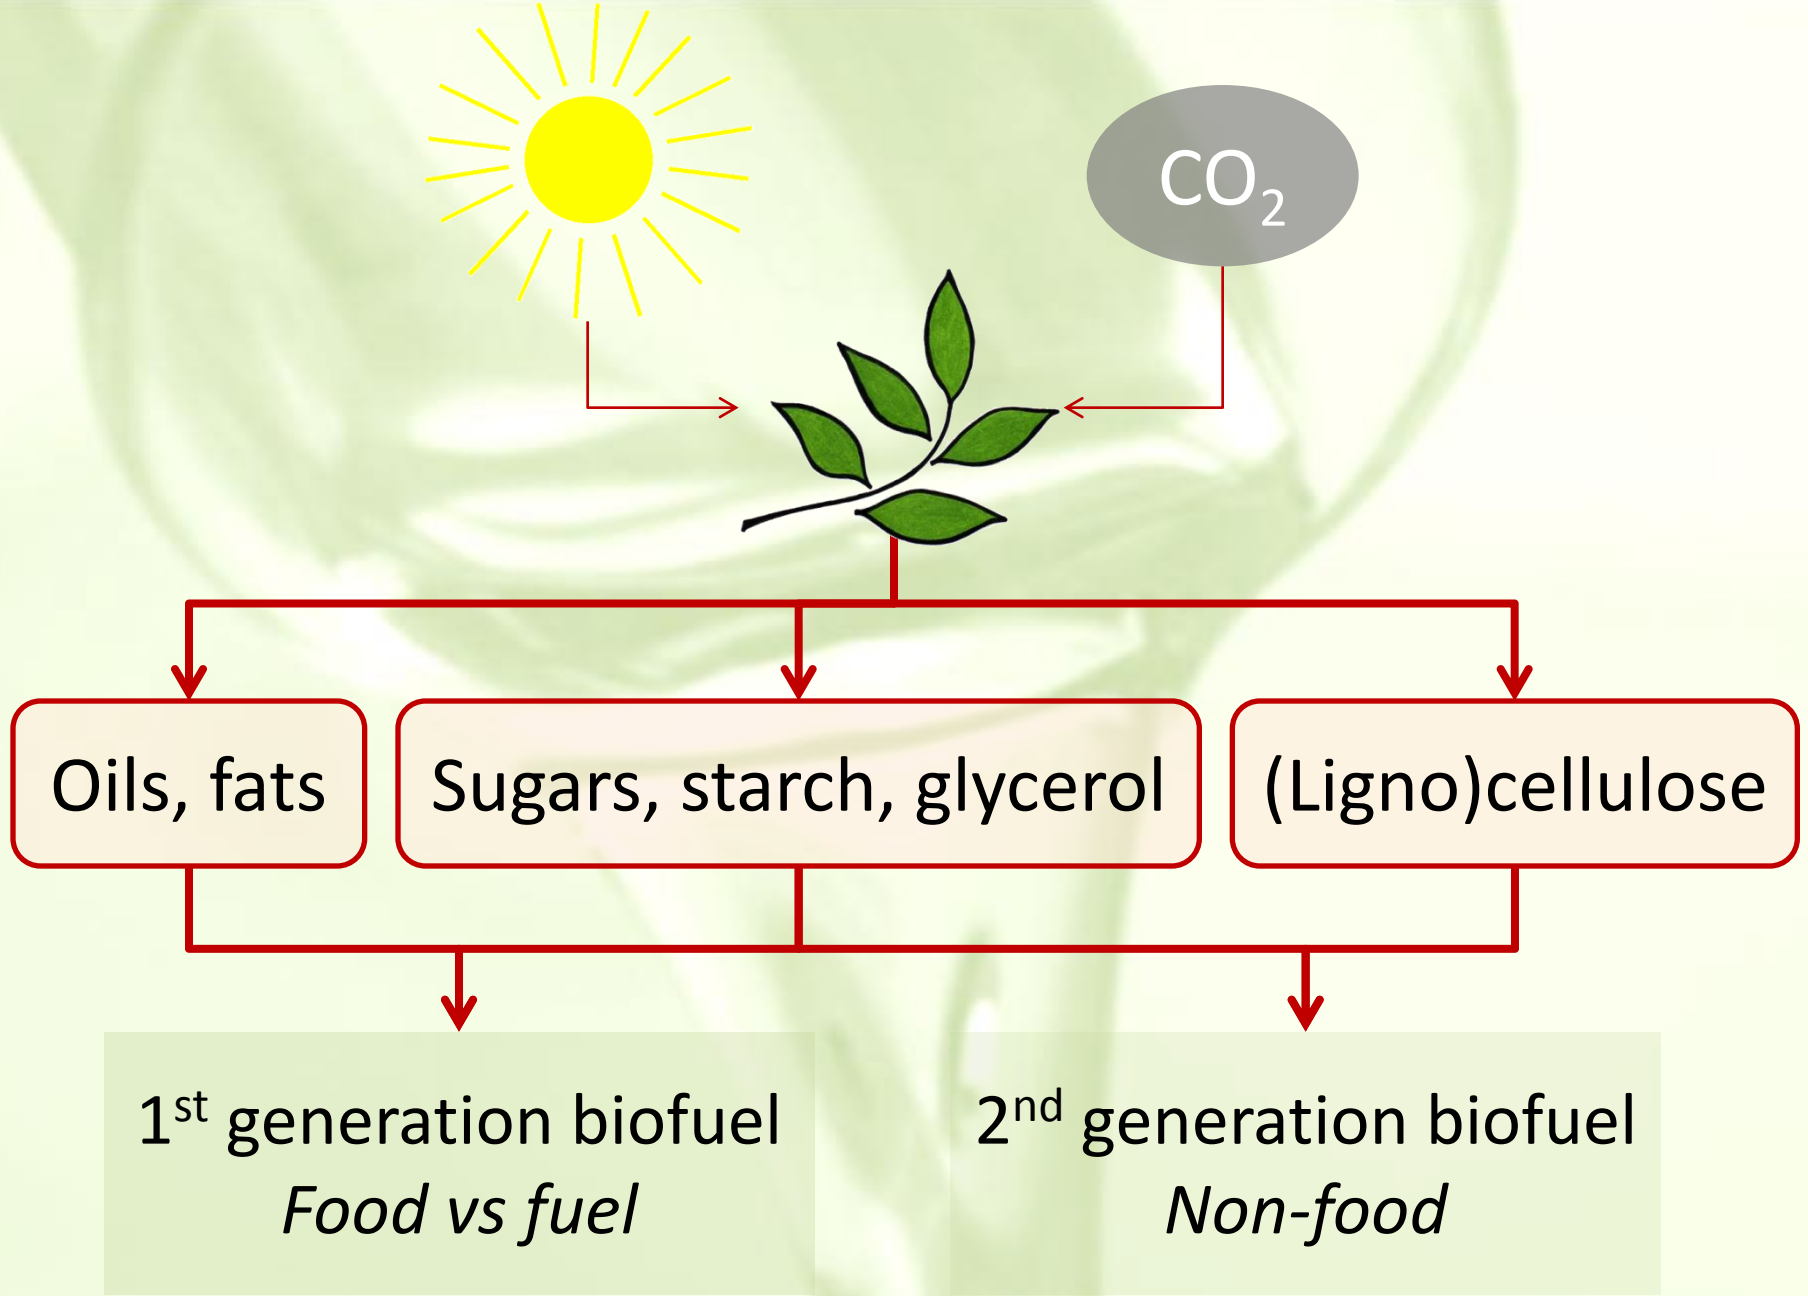 CO₂
Oils, fats
Sugars, starch, glycerol
(Ligno)cellulose
1st generation biofuel
Food vs fuel
2nd generation biofuel
Non-food